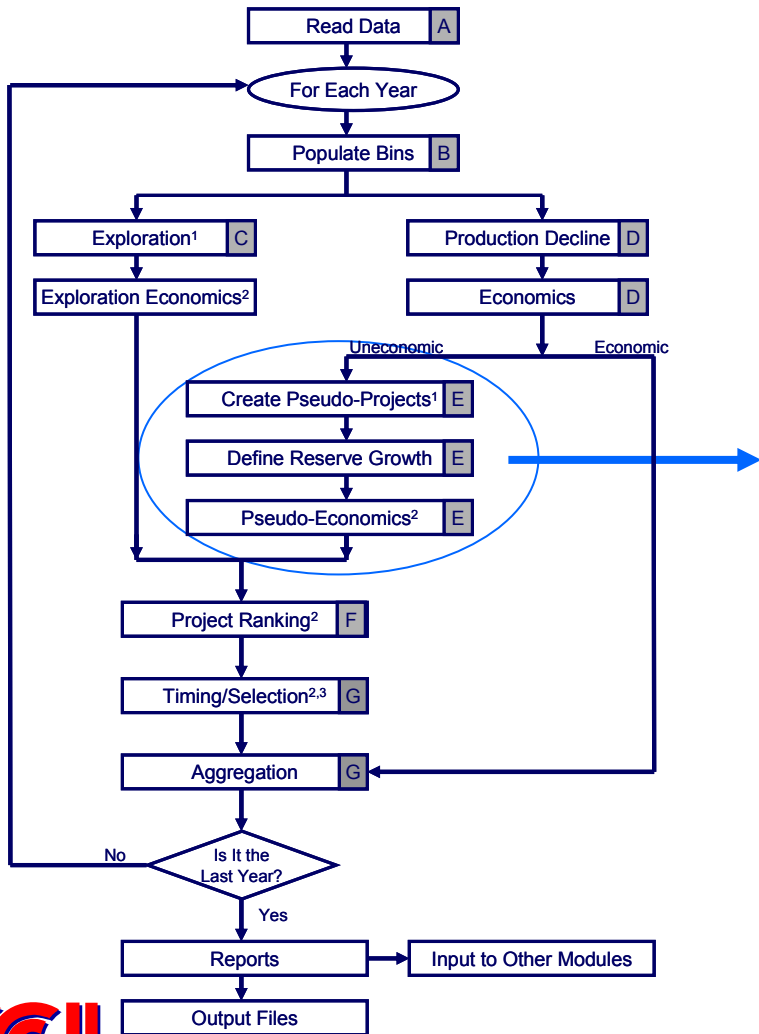 Read Data A
For Each Year
Populate Bins B
Exploration¹ C
Production Decline D
Exploration Economics²
Economics D
Uneconomic
Economic
Create Pseudo-Projects¹ E
Define Reserve Growth E
Pseudo-Economics² E
Project Ranking² F
Timing/Selection²,³ G
Aggregation G
No
Is It the
Last Year?
Yes
Reports
Input to Other Modules
Output Files